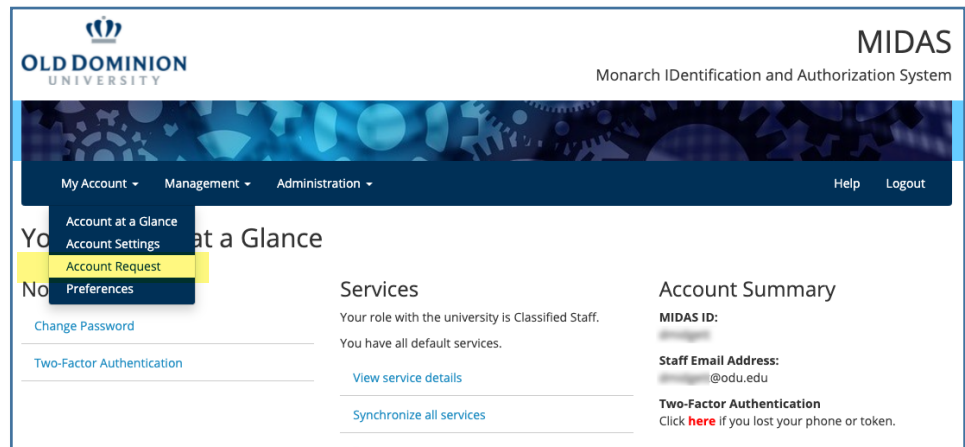 OLD DOMINION
UNIVERSITY
MIDAS
Monarch IDentification and Authorization System
My Account Management Administration Help Logout
Account at a Glance
Account Settings
Account Request
Preferences
Yo at a Glance
No
Change Password
Two-Factor Authentication
Services
Your role with the university is Classified Staff.
You have all default services.
View service details
Synchronize all services
Account Summary
MIDAS ID:
Staff Email Address:
@odu.edu
Two-Factor Authentication
Click here if you lost your phone or token.